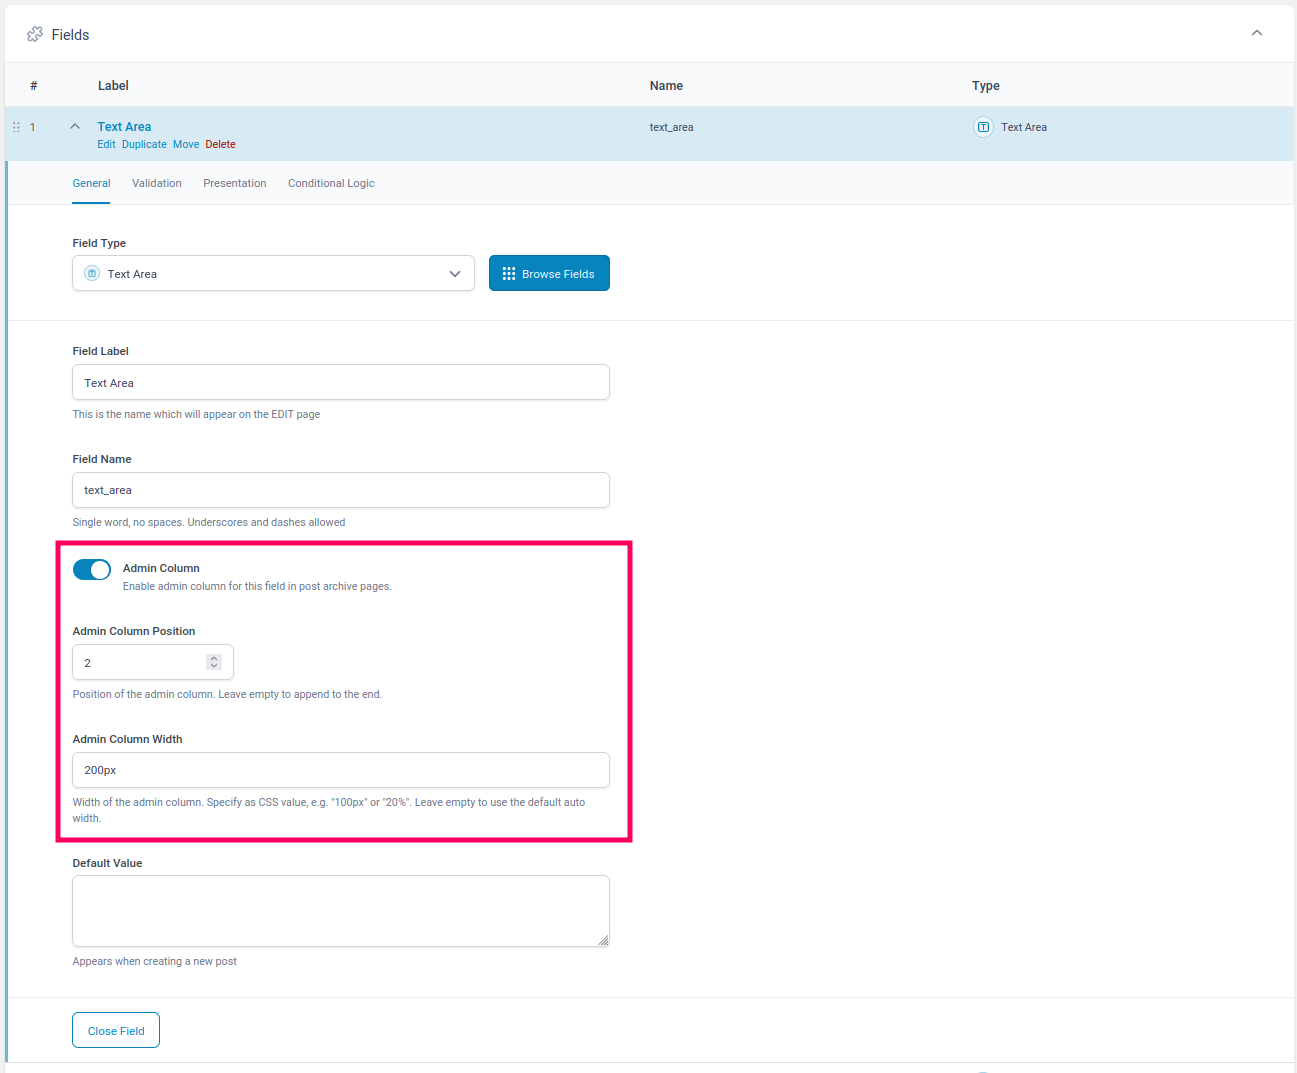 Fields
# Label Name Type
1 Text Area text_area Text Area
Edit Duplicate Move Delete
General Validation Presentation Conditional Logic
Field Type
Text Area Browse Fields
Field Label
Text Area
This is the name which will appear on the EDIT page
Field Name
text_area
Single word, no spaces. Underscores and dashes allowed
Admin Column
Enable admin column for this field in post archive pages.
Admin Column Position
2
Position of the admin column. Leave empty to append to the end.
Admin Column Width
200px
Width of the admin column. Specify as CSS value, e.g. "100px" or "20%". Leave empty to use the default auto
width.
Default Value
Appears when creating a new post
Close Field